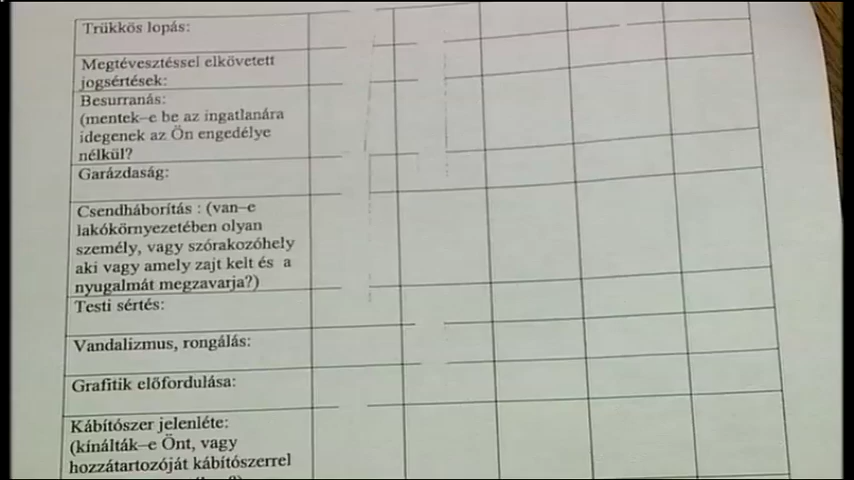 Trükkös lopás:
Megtévesztéssel elkövetett
jogsértések:
Besurranás:
(mentek–e be az ingatlanára
idegenek az Ön engedélye
nélkül?
Garázdaság:
Csendháborítás : (van–e
lakókörnyezetében olyan
személy, vagy szórakozóhely
aki vagy amely zajt kelt és a
nyugalmát megzavarja?)
Testi sértés:
Vandalizmus, rongálás:
Grafitik előfordulása:
Kábítószer jelenléte:
(kínálták–e Önt, vagy
hozzátartozóját kábítószerrel